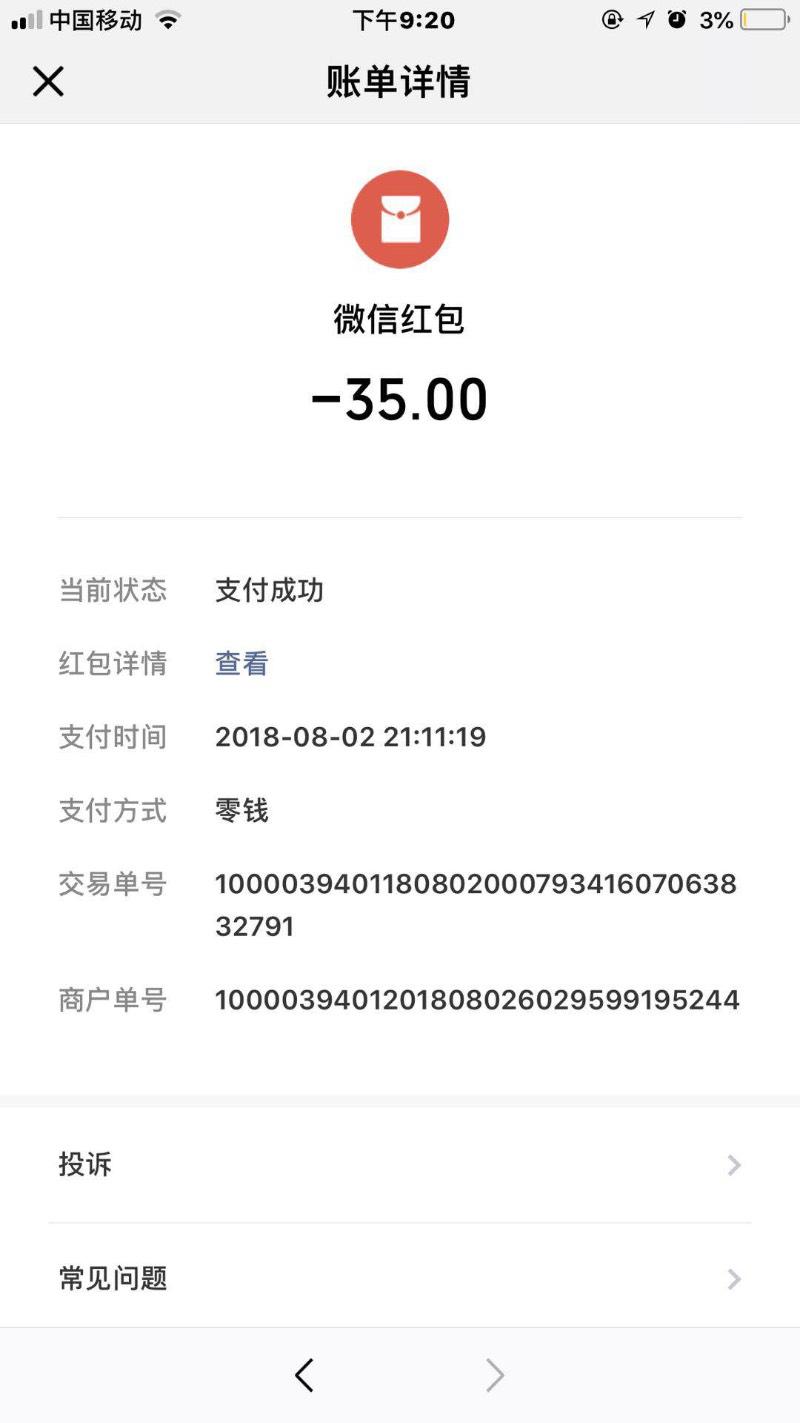 中国移动 下午9:20 3%
账单详情
微信红包
-35.00
当前状态 支付成功
红包详情 查看
支付时间 2018-08-02 21:11:19
支付方式 零钱
交易单号 1000039401180802000793416070638
32791
商户单号 1000039401201808026029599195244
投诉
常见问题